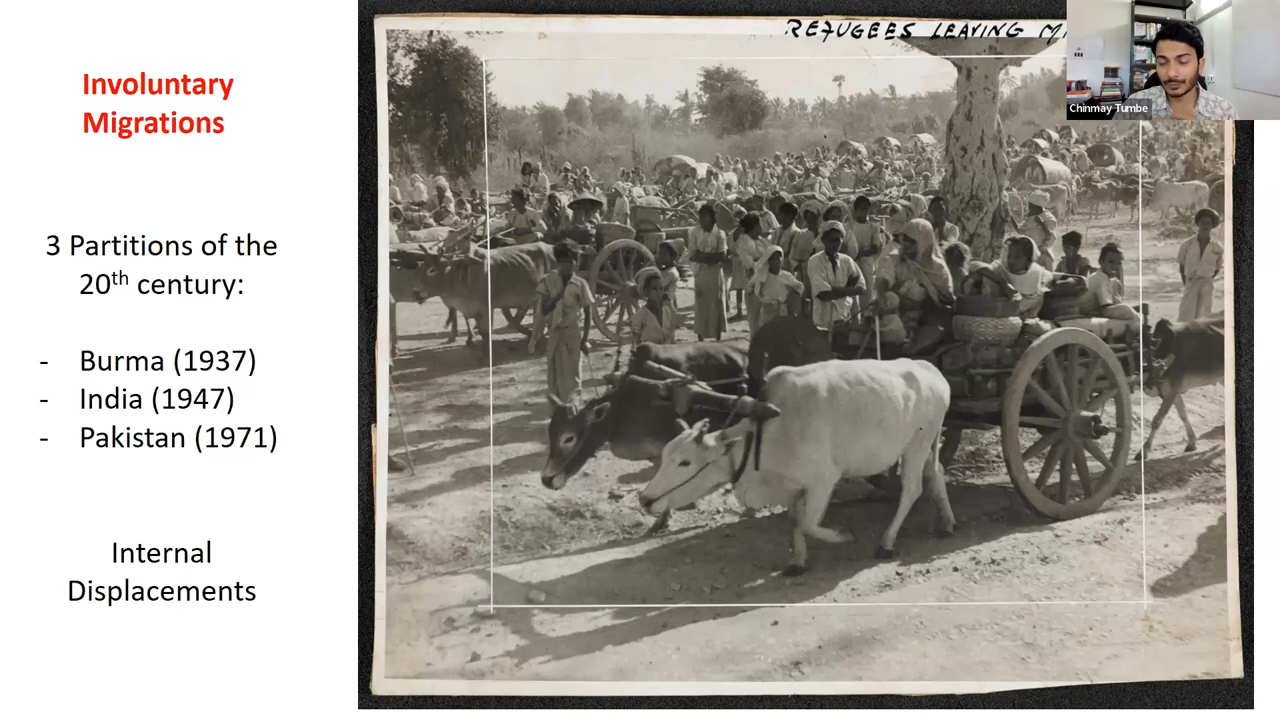 Involuntary
Migrations
3 Partitions of the
20th century:
- Burma (1937)
- India (1947)
- Pakistan (1971)
Internal
Displacements
REFUGEES LEAVING
Chinmay Tumbe